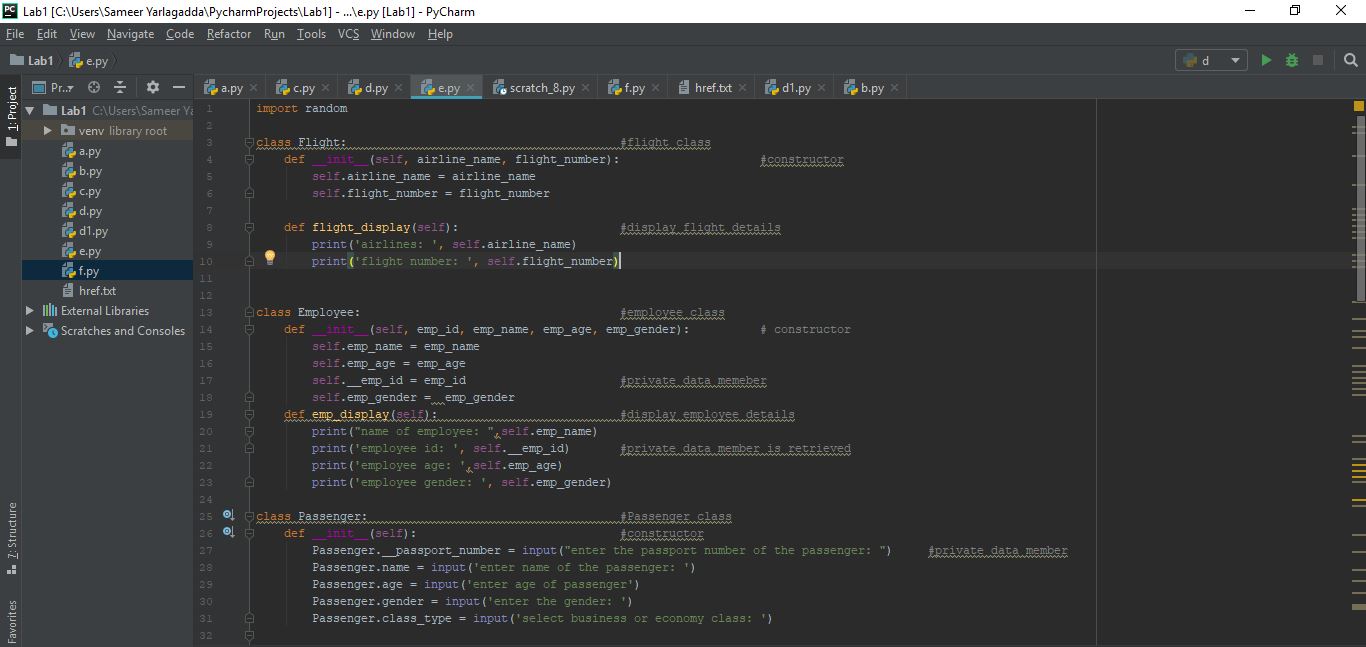 Lab1 [C:\Users\Sameer Yarlagadda\PycharmProjects\Lab1] - ...\e.py [Lab1] - PyCharm
File Edit View Navigate Code Refactor Run Tools VCS Window Help
Lab1 e.py d
1: Project
Pr..
a.py c.py d.py e.py scratch_8.py f.py href.txt d1.py b.py
Lab1 C:\Users\Sameer Ya
venv library root
a.py
b.py
c.py
d.py
d1.py
e.py
f.py
href.txt
External Libraries
Scratches and Consoles
7: Structure
Favorites
1 import random
2
3 class Flight: #flight class
4 def __init__(self, airline_name, flight_number): #constructor
5 self.airline_name = airline_name
6 self.flight_number = flight_number
7
8 def flight_display(self): #display flight details
9 print('airlines: ', self.airline_name)
10 print('flight number: ', self.flight_number)
11
12
13 class Employee: #employee class
14 def __init__(self, emp_id, emp_name, emp_age, emp_gender): # constructor
15 self.emp_name = emp_name
16 self.emp_age = emp_age
17 self.__emp_id = emp_id #private data memeber
18 self.emp_gender =  emp_gender
19 def emp_display(self): #display employee details
20 print("name of employee: ",self.emp_name)
21 print('employee id: ', self.__emp_id) #private data member is retrieved
22 print('employee age: ',self.emp_age)
23 print('employee gender: ', self.emp_gender)
24
25 class Passenger: #Passenger class
26 def __init__(self): #constructor
27 Passenger.__passport_number = input("enter the passport number of the passenger: ") #private data member
28 Passenger.name = input('enter name of the passenger: ')
29 Passenger.age = input('enter age of passenger')
30 Passenger.gender = input('enter the gender: ')
31 Passenger.class_type = input('select business or economy class: ')
32